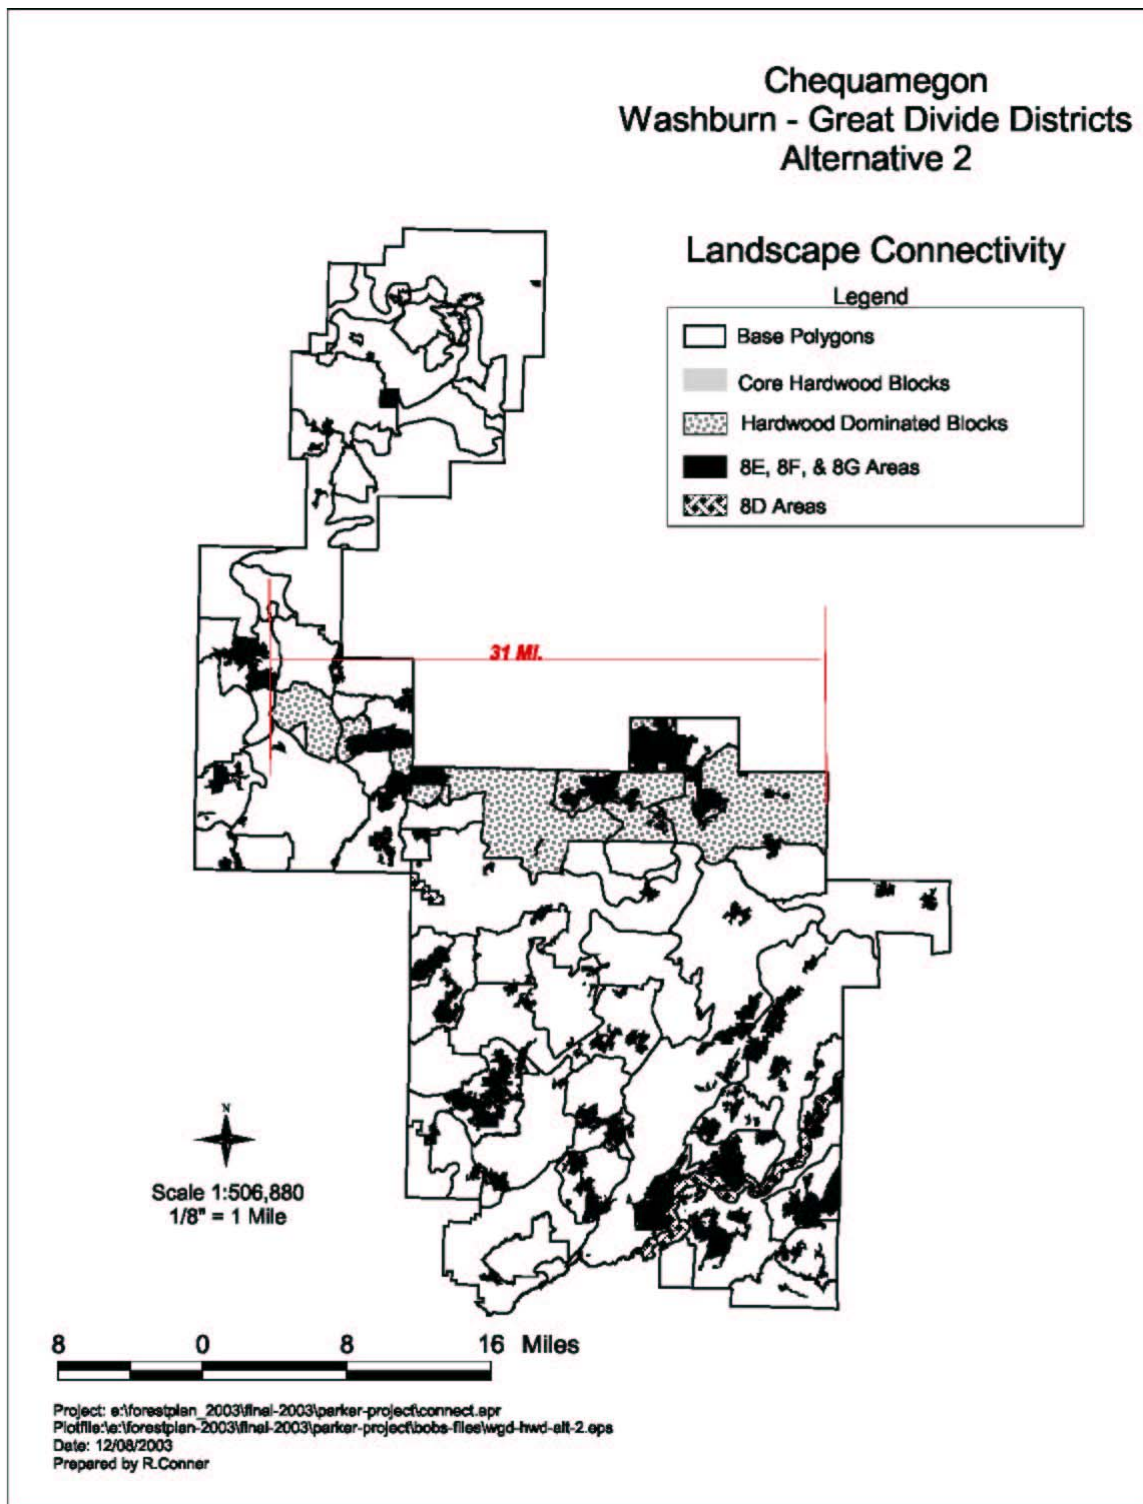 Chequamegon
Washburn - Great Divide Districts
Alternative 2
Landscape Connectivity
Legend
Base Polygons
Core Hardwood Blocks
Hardwood Dominated Blocks
8E, 8F, & 8G Areas
8D Areas
31 Mi.
N
Scale 1:506,880
1/8" = 1 Mile
8 0 8 16 Miles
Project: e:\forestplan_2003\final-2003\parker-project\connect.apr
Plotfile:\e:\forestplan-2003\final-2003\parker-project\bobs-files\wgd-hwd-alt-2.eps
Date: 12/08/2003
Prepared by R.Conner